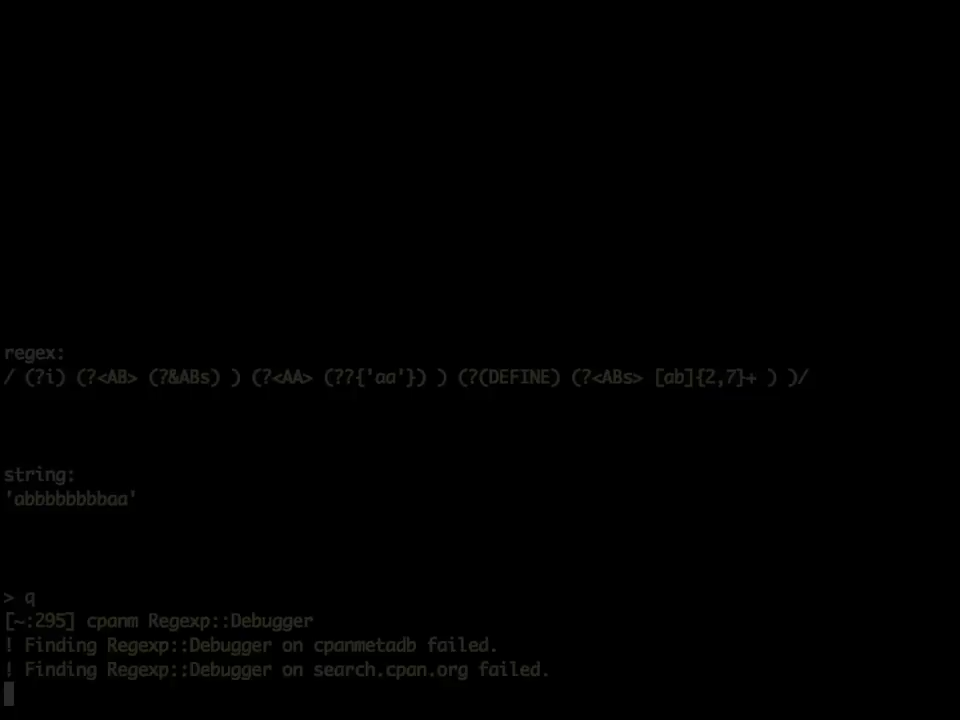 regex:
/ (?i) (?<AB> (?&ABs) ) (?<AA> (??{'aa'}) ) (?(DEFINE) (?<ABs> [ab]{2,7}+ ) )/
string:
'abbbbbbbbaa'
> q
[~:295] cpanm Regexp::Debugger
! Finding Regexp::Debugger on cpanmetadb failed.
! Finding Regexp::Debugger on search.cpan.org failed.